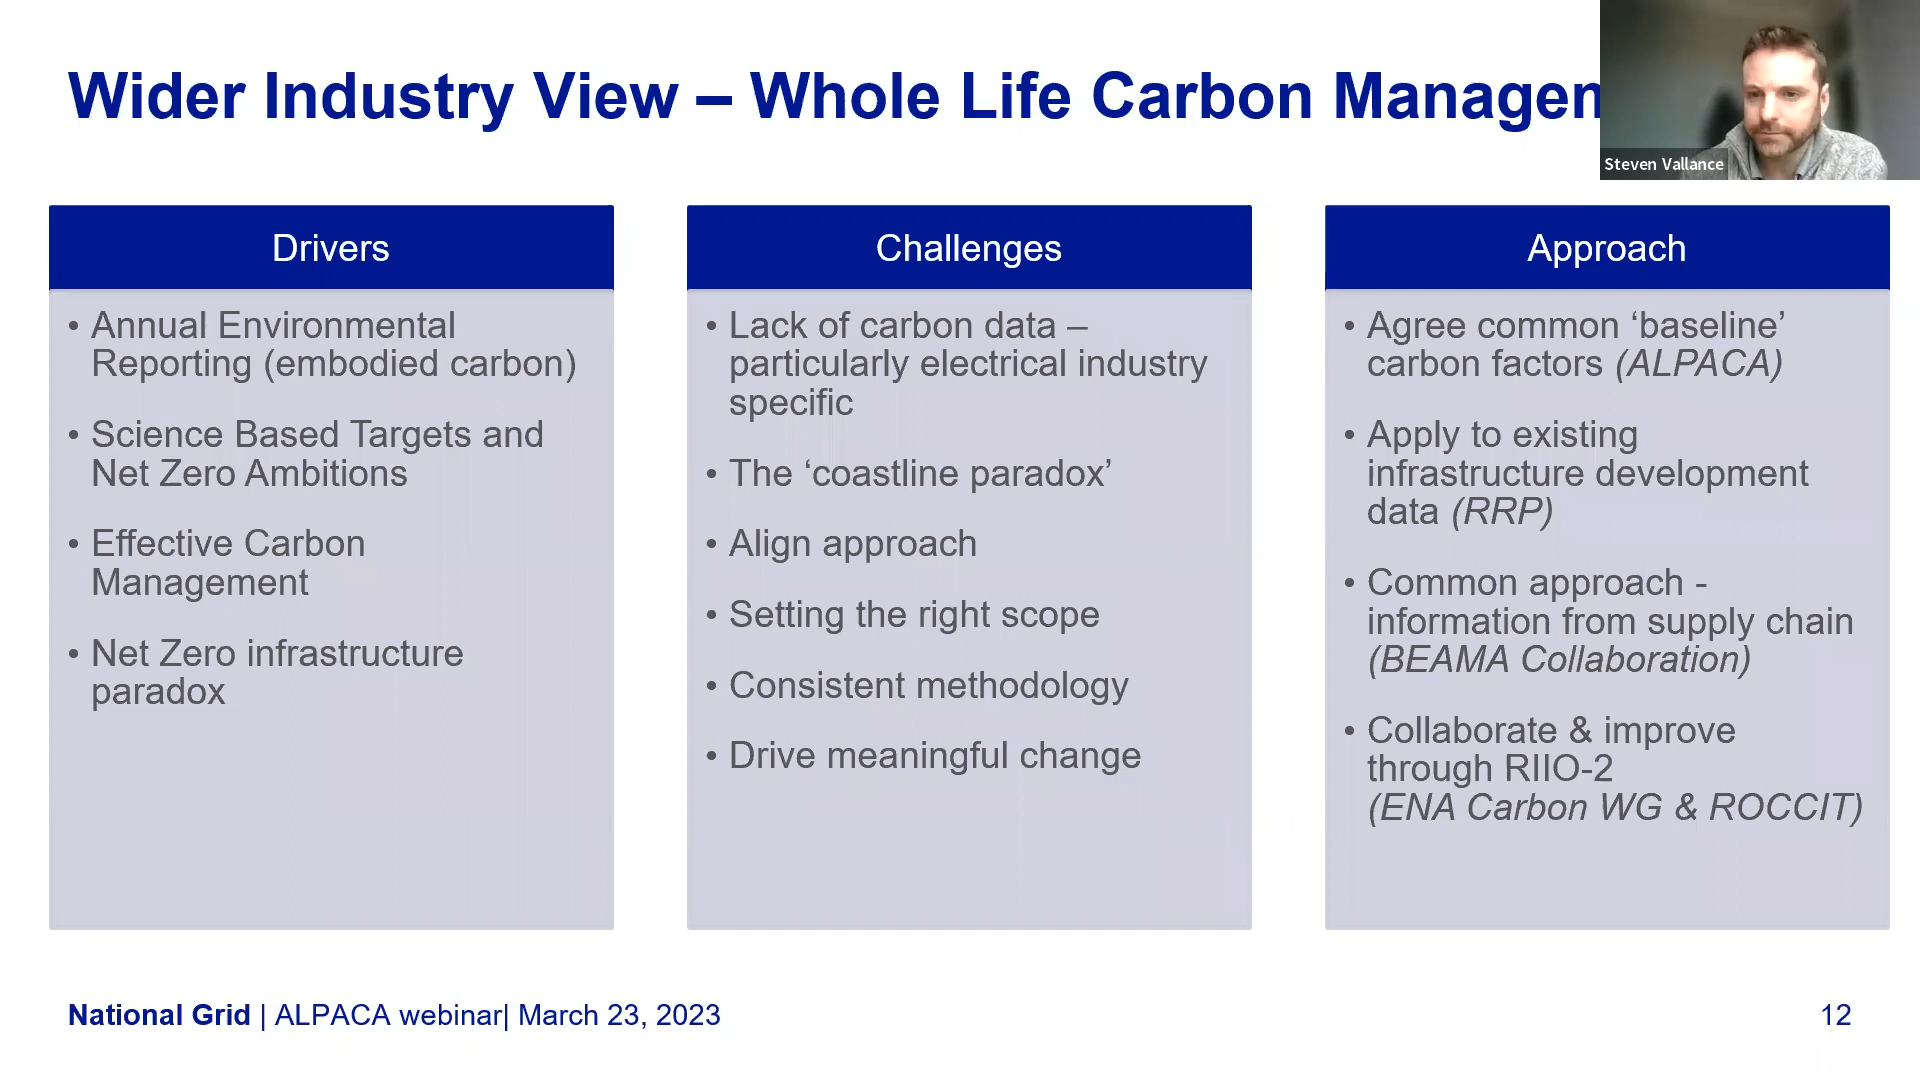 Wider Industry View – Whole Life Carbon Managem
Steven Vallance
Drivers
• Annual Environmental
Reporting (embodied carbon)
• Science Based Targets and
Net Zero Ambitions
• Effective Carbon
Management
• Net Zero infrastructure
paradox
Challenges
• Lack of carbon data –
particularly electrical industry
specific
• The ‘coastline paradox’
• Align approach
• Setting the right scope
• Consistent methodology
• Drive meaningful change
Approach
• Agree common ‘baseline’
carbon factors (ALPACA)
• Apply to existing
infrastructure development
data (RRP)
• Common approach -
information from supply chain
(BEAMA Collaboration)
• Collaborate & improve
through RIIO-2
(ENA Carbon WG & ROCCIT)
National Grid | ALPACA webinar| March 23, 2023
12